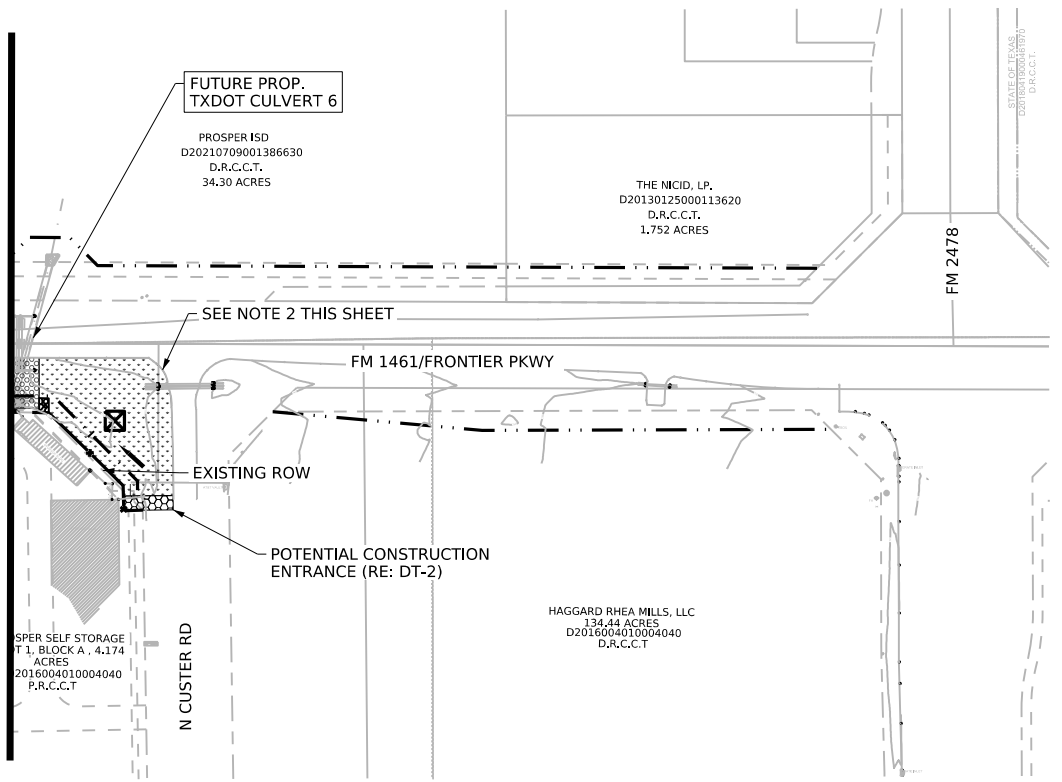 FUTURE PROP.
TXDOT CULVERT 6
PROSPER ISD
D20210709001386630
D.R.C.C.T.
34.30 ACRES
THE NICID, LP.
D20130125000113620
D.R.C.C.T.
1.752 ACRES
STATE OF TEXAS
D.R.C.C.T.
FM 2478
SEE NOTE 2 THIS SHEET
FM 1461/FRONTIER PKWY
EXISTING ROW
POTENTIAL CONSTRUCTION
ENTRANCE (RE: DT-2)
HAGGARD RHEA MILLS, LLC
134.44 ACRES
D2016004010004040
D.R.C.C.T
SPER SELF STORAGE
T 1, BLOCK A , 4.174
ACRES
2016004010004040
P.R.C.C.T
N CUSTER RD